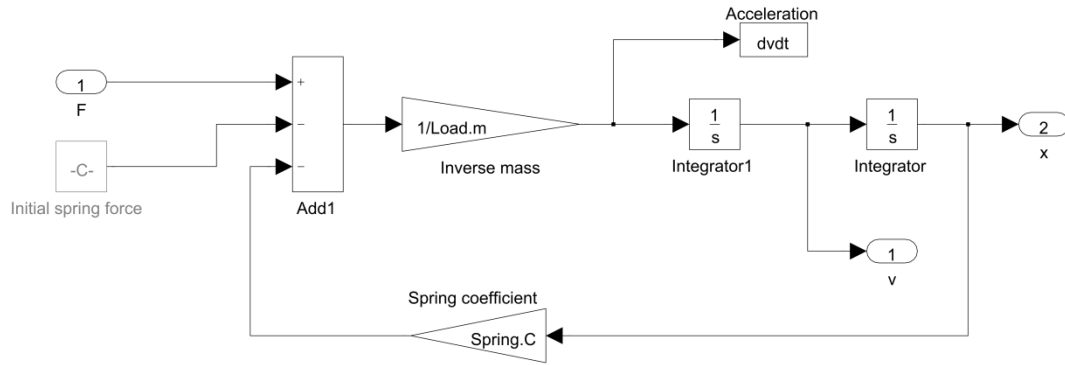 Acceleration
dvdt
1
F
+
−
−
Add1
-C-
Initial spring force
1/Load.m
Inverse mass
1
s
Integrator1
1
s
Integrator
2
x
1
v
Spring coefficient
Spring.C